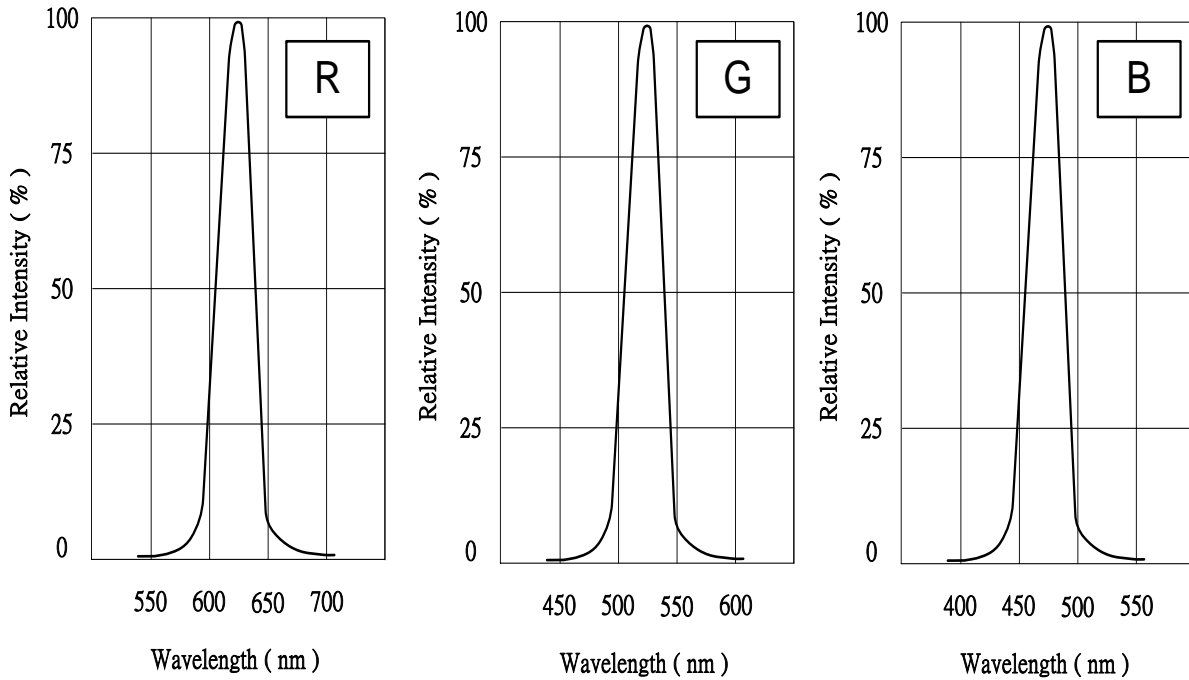 R
100
75
50
25
0
Relative Intensity ( % )
550 600 650 700
Wavelength ( nm )
G
100
75
50
25
0
Relative Intensity ( % )
450 500 550 600
Wavelength ( nm )
B
100
75
50
25
0
Relative Intensity ( % )
400 450 500 550
Wavelength ( nm )